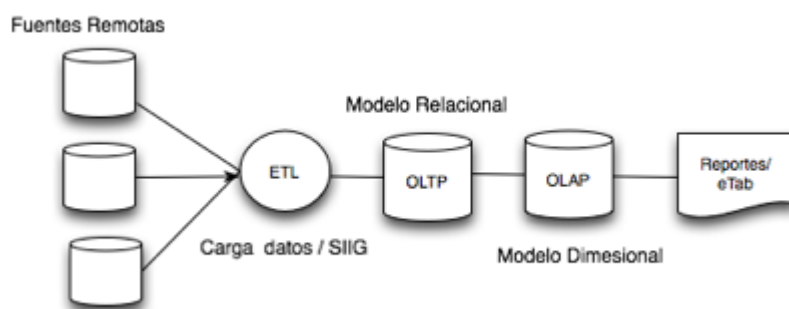 Fuentes Remotas
Modelo Relacional
ETL
OLTP
OLAP
Reportes/
eTab
Carga datos / SIIG
Modelo Dimesional